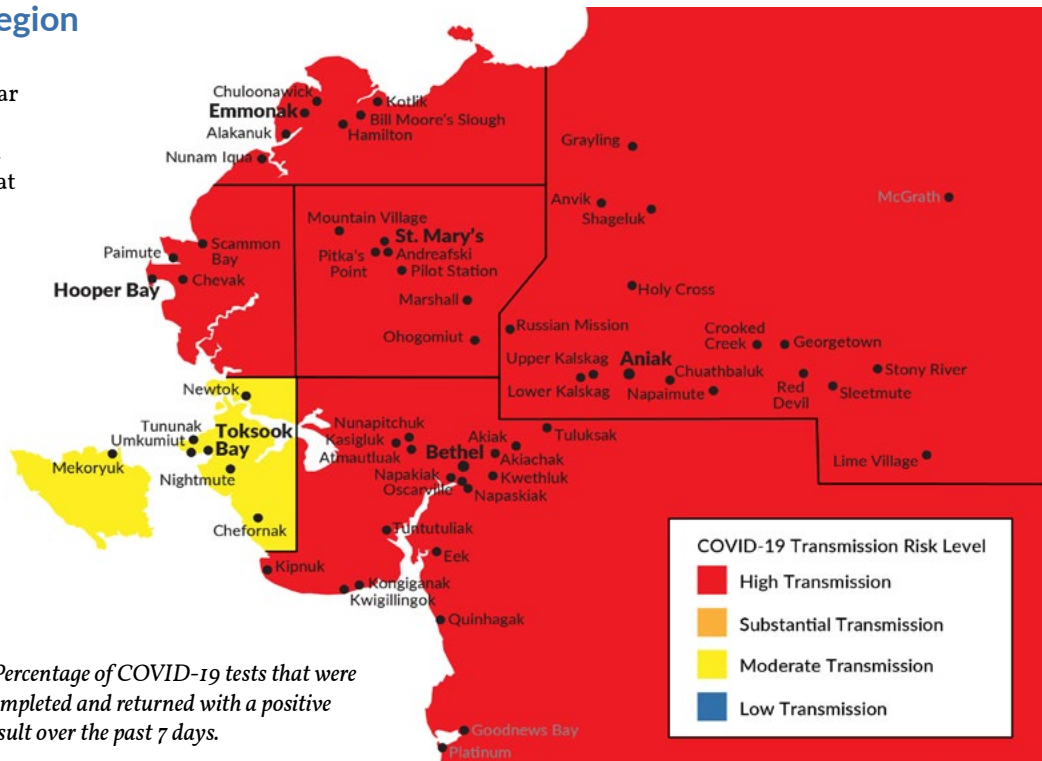 egion
ar
at
Chuloonawick
Emmonak
Alakanuk
Nunam Iqua
Kotlik
Bill Moore's Slough
Hamilton
Grayling
Anvik
Shageluk
McGrath
Mountain Village
St. Mary's
Pitka's
Point
Andreafski
Pilot Station
Paimute
Scammon
Bay
Hooper Bay
Chevak
Marshall
Ohogomiut
Holy Cross
Russian Mission
Crooked
Creek
Georgetown
Upper Kalskag
Aniak
Lower Kalskag
Chuathbaluk
Napaimute
Red
Devil
Stony River
Sleetmute
Lime Village
Newtok
Tununak
Umkumiut
Toksook
Bay
Mekoryuk
Nightmute
Chefornak
Nunapitchuk
Kasigluk
Atmautluak
Akiak
Tuluksak
Bethel
Akiachak
Napakiak
Kwethluk
Oscarville
Napaskiak
Tuntutuliak
Eek
Kipnuk
Kongiganak
Kwigillingok
Quinhagak
Goodnews Bay
Platinum
COVID-19 Transmission Risk Level
High Transmission
Substantial Transmission
Moderate Transmission
Low Transmission
Percentage of COVID-19 tests that were
mpleted and returned with a positive
sult over the past 7 days.